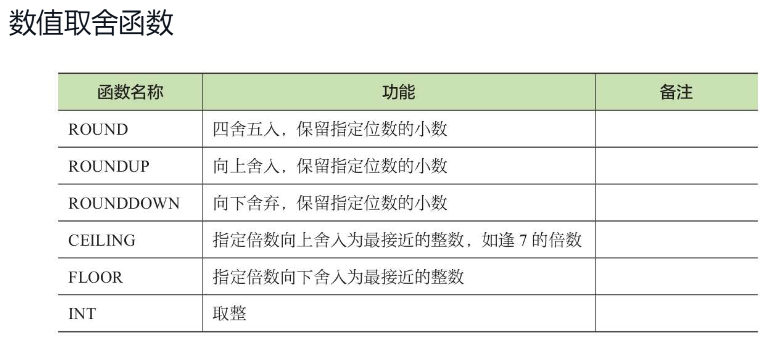 数值取舍函数
函数名称 功能 备注
ROUND 四舍五入，保留指定位数的小数
ROUNDUP 向上舍入，保留指定位数的小数
ROUNDDOWN 向下舍弃，保留指定位数的小数
CEILING 指定倍数向上舍入为最接近的整数，如逢 7 的倍数
FLOOR 指定倍数向下舍入为最接近的整数
INT 取整